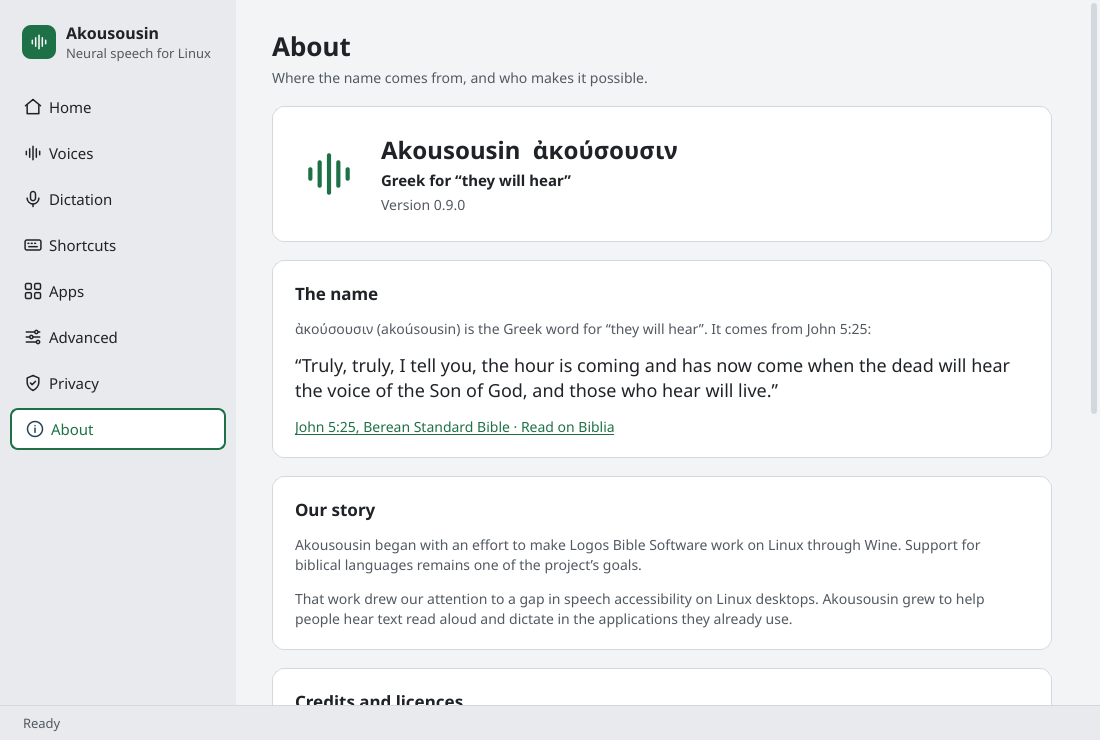 Akousousin
Neural speech for Linux
Home
Voices
Dictation
Shortcuts
Apps
Advanced
Privacy
About
About
Where the name comes from, and who makes it possible.
Akousousin ἀκούσουσιν
Greek for “they will hear”
Version 0.9.0
The name
ἀκούσουσιν (akoúsousin) is the Greek word for “they will hear”. It comes from John 5:25:
“Truly, truly, I tell you, the hour is coming and has now come when the dead will hear
the voice of the Son of God, and those who hear will live.”
John 5:25, Berean Standard Bible · Read on Biblia
Our story
Akousousin began with an effort to make Logos Bible Software work on Linux through Wine. Support for
biblical languages remains one of the project’s goals.
That work drew our attention to a gap in speech accessibility on Linux desktops. Akousousin grew to help
people hear text read aloud and dictate in the applications they already use.
Credits and licences
Ready